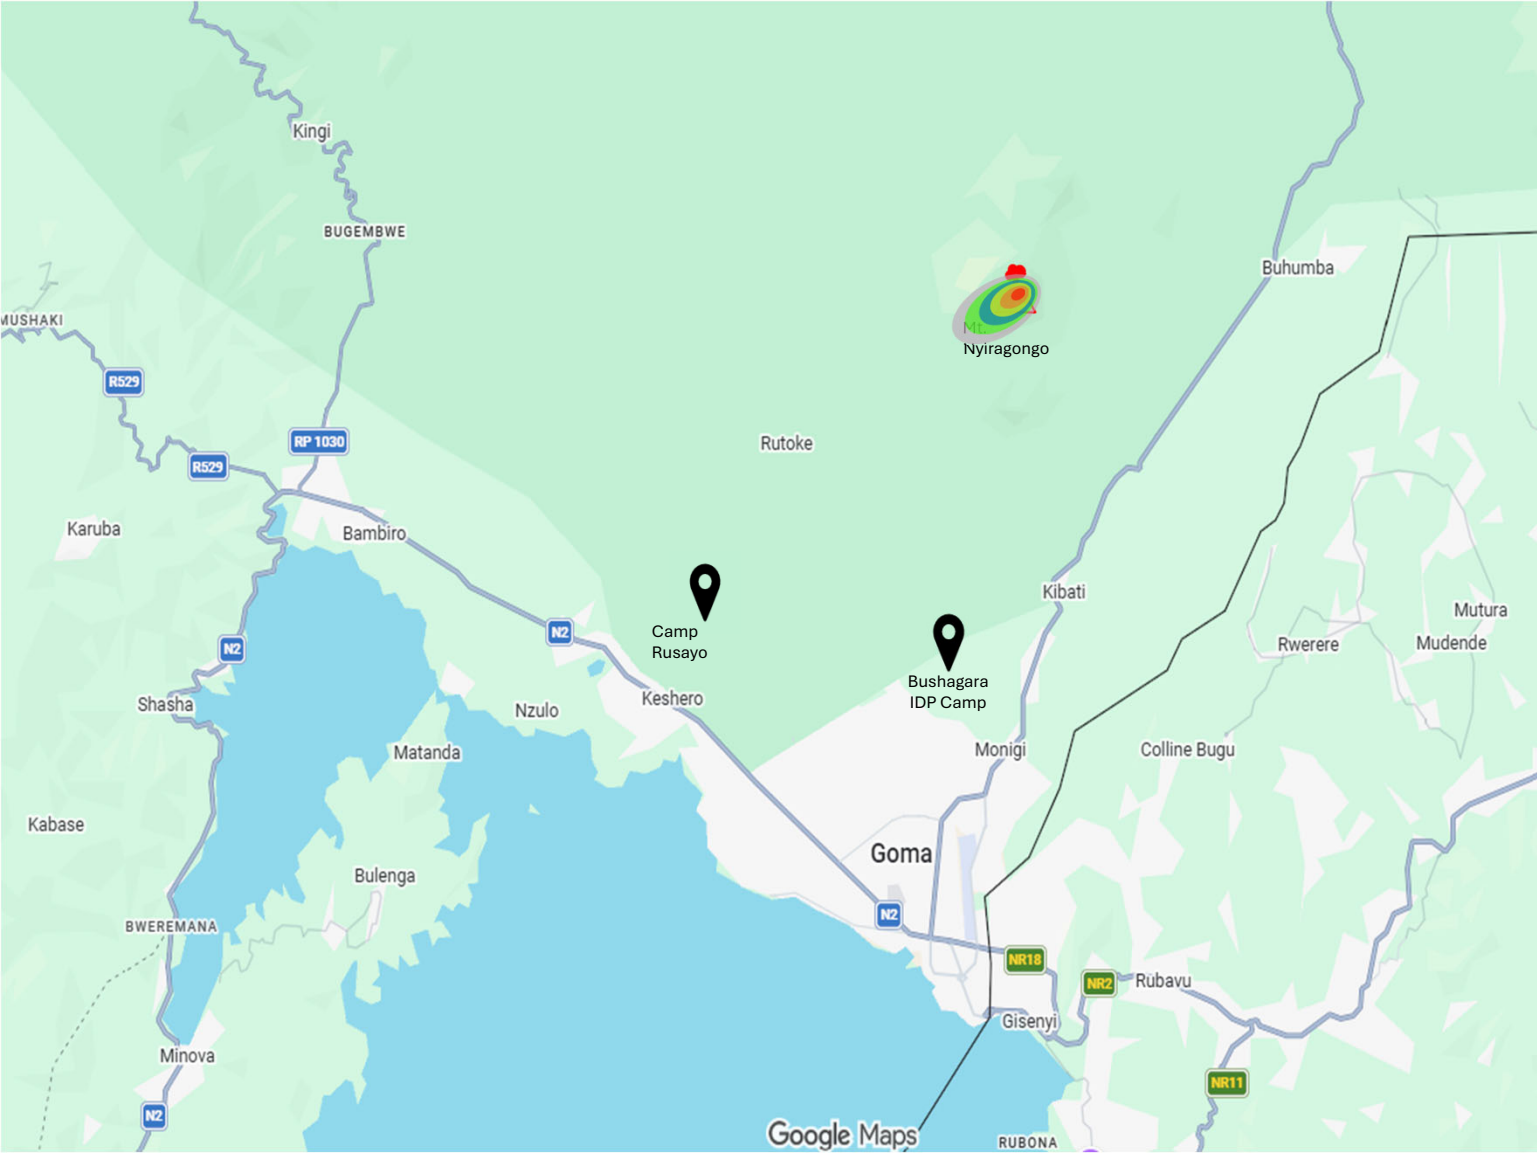 Kingi
BUGEMBWE
Buhumba
MUSHAKI
Mt.
Nyiragongo
R529
RP 1030
Rutoke
R529
Karuba
Bambiro
Kibati
Mutura
N2
Camp
Rusayo
Rwerere
Mudende
N2
Bushagara
IDP Camp
Shasha
Keshero
Nzulo
Matanda
Monigi
Colline Bugu
Kabase
Goma
Bulenga
N2
BWEREMANA
NR18
NR2
Rubavu
Gisenyi
Minova
NR11
N2
Google Maps
RUBONA